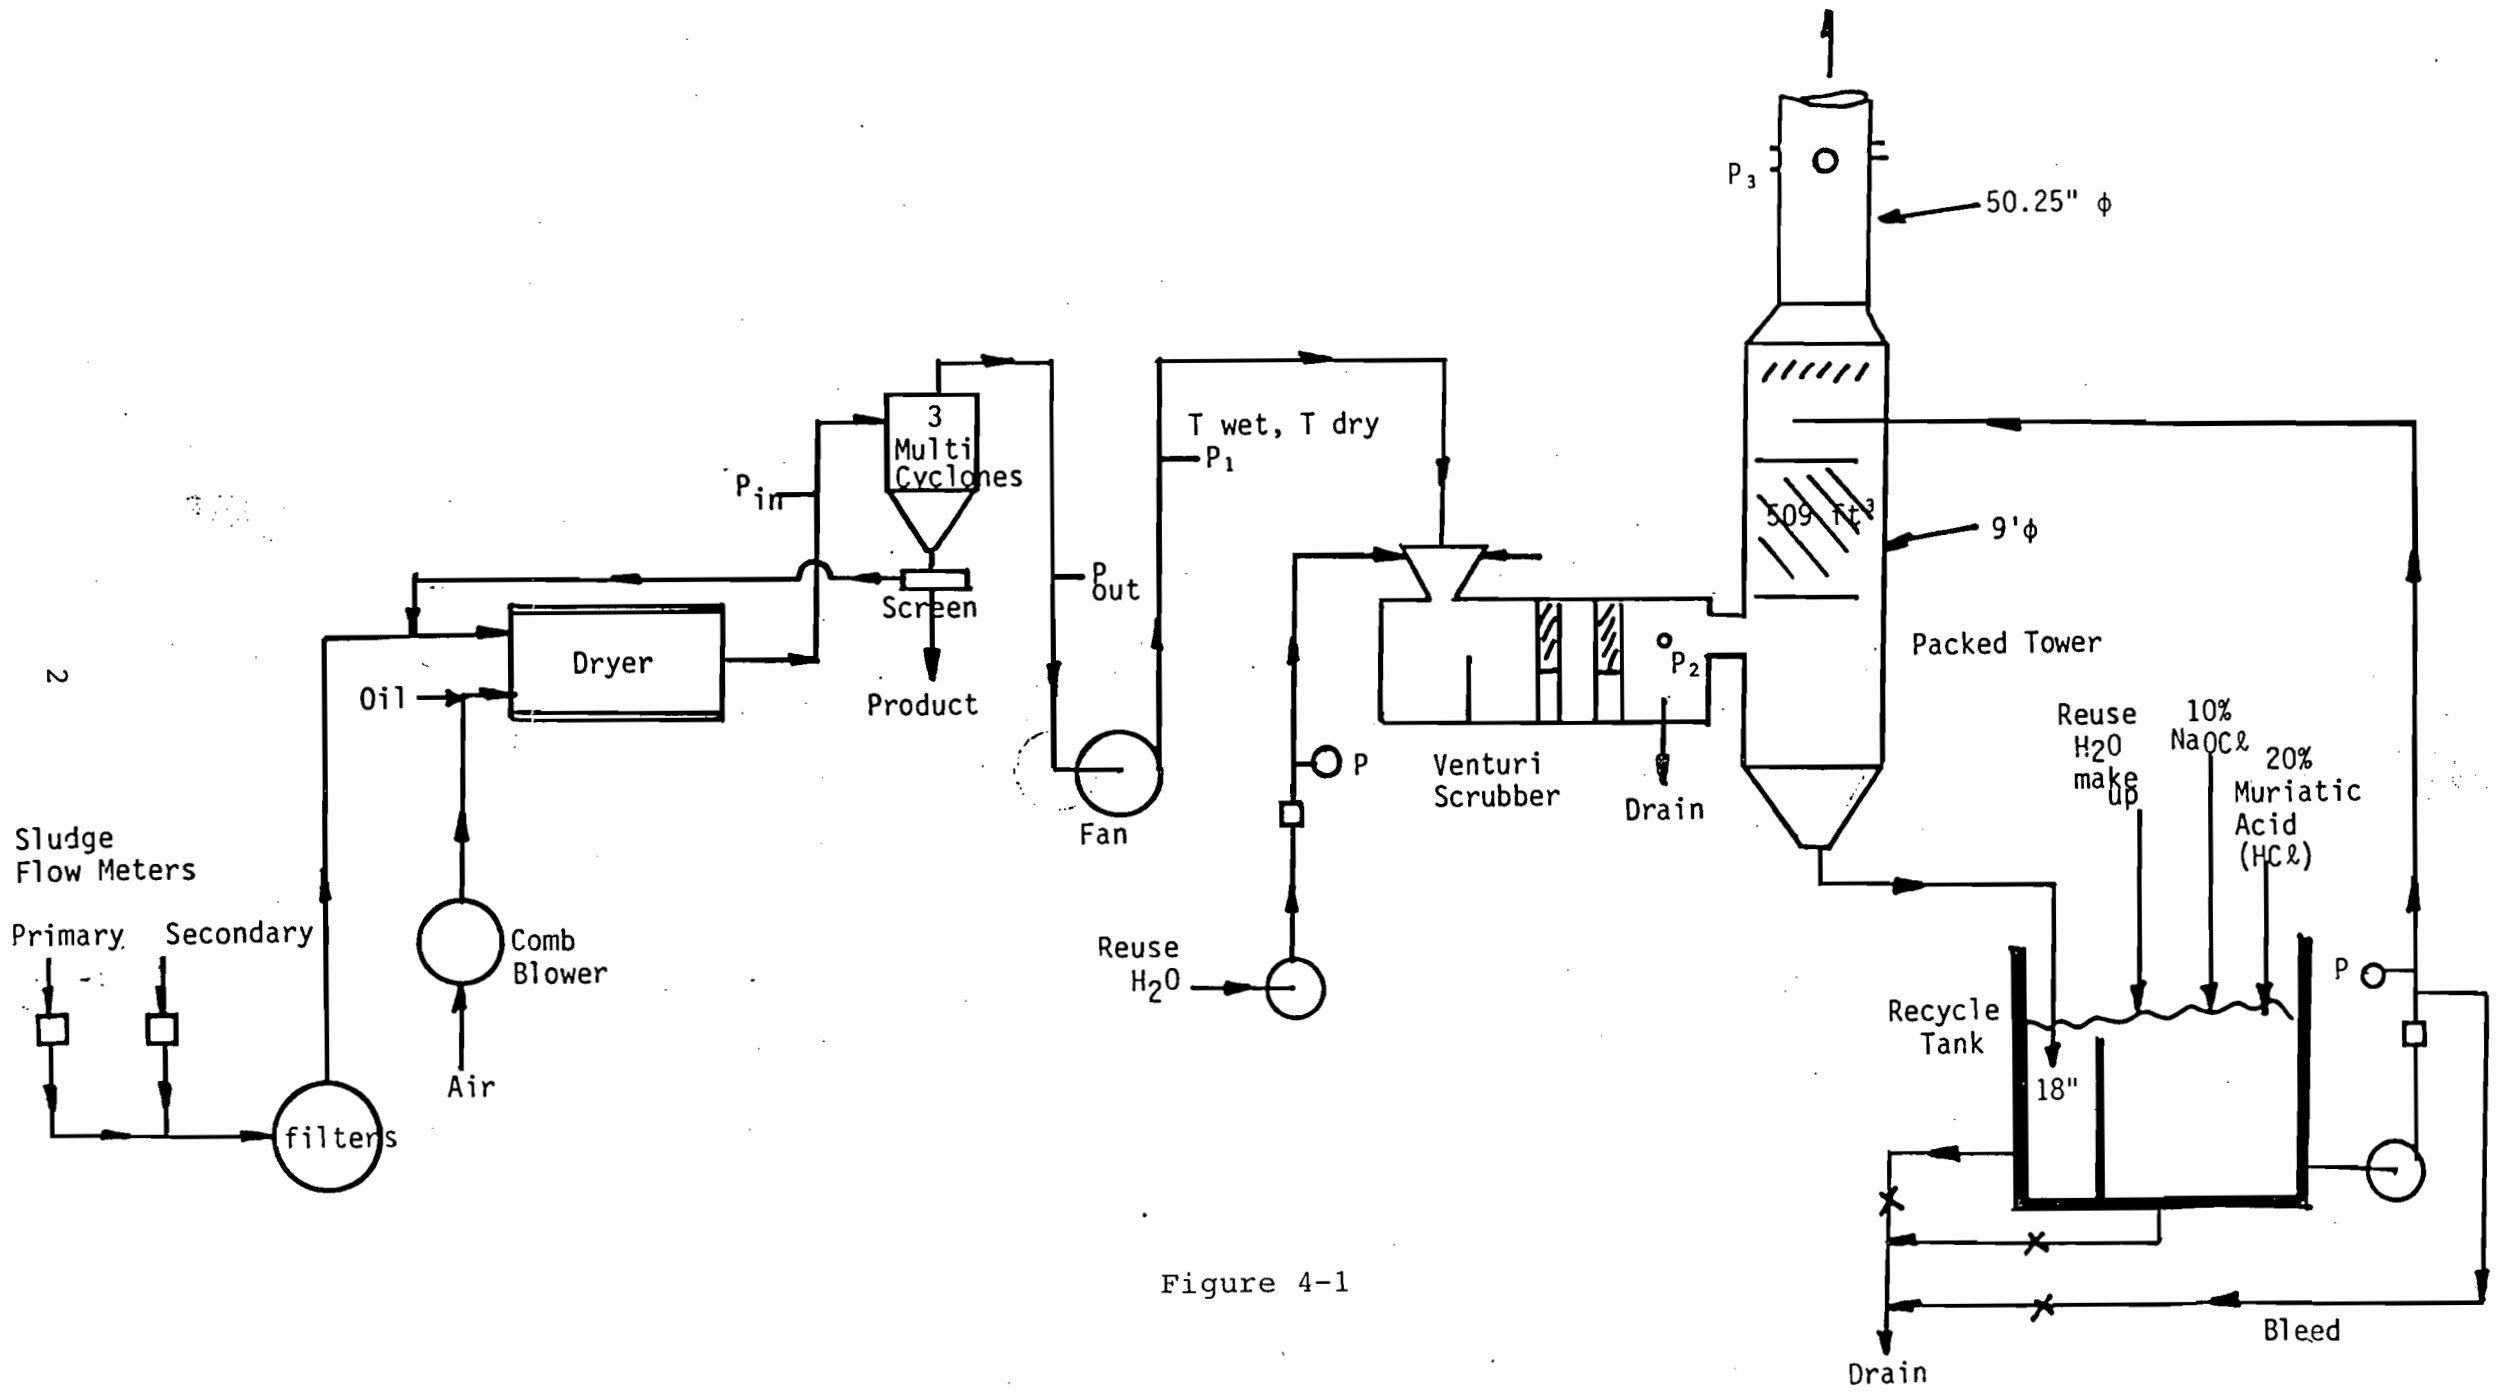 P3
50.25" ϕ
3
Multi
Cyclones
T wet, T dry
P1
Pin
509 ft³
9'ϕ
P
out
Screen
Dryer
P2
Packed Tower
2
Oil
Product
Reuse
H2O
make
up
10%
NaOCℓ
20%
Muriatic
Acid
(HCℓ)
P
Venturi
Scrubber
Drain
Fan
Sludge
Flow Meters
Primary
Secondary
Comb
Blower
Reuse
H2O
P
Recycle
Tank
18"
Air
filters
Figure 4-1
Bleed
Drain